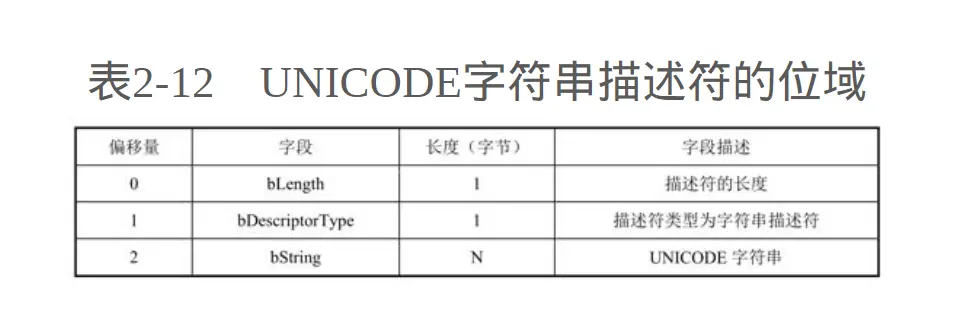 表2-12 UNICODE字符串描述符的位域
偏移量 字段 长度（字节） 字段描述
0 bLength 1 描述符的长度
1 bDescriptorType 1 描述符类型为字符串描述符
2 bString N UNICODE 字符串